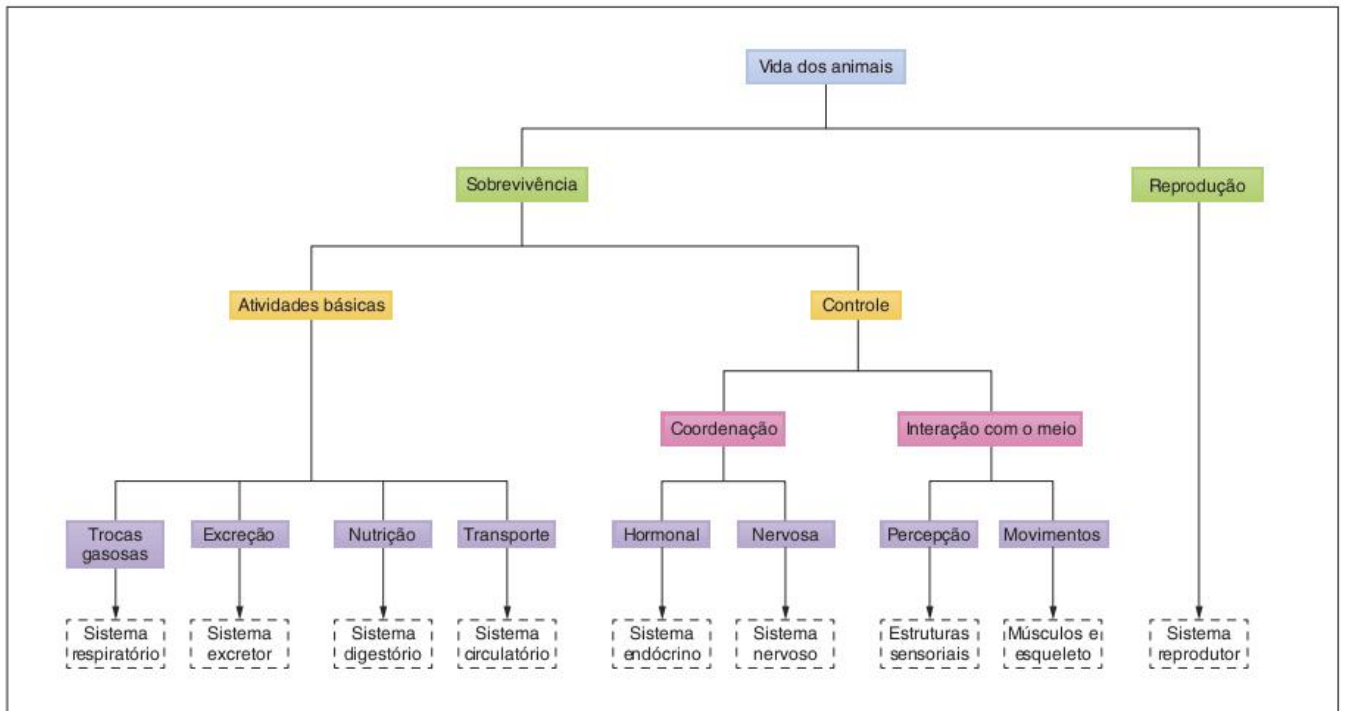 Vida dos animais
Sobrevivência
Reprodução
Atividades básicas
Controle
Coordenação
Interação com o meio
Trocas
gasosas
Excreção
Nutrição
Transporte
Hormonal
Nervosa
Percepção
Movimentos
Sistema
respiratório
Sistema
excretor
Sistema
digestório
Sistema
circulatório
Sistema
endócrino
Sistema
nervoso
Estruturas
sensoriais
Músculos e
esqueleto
Sistema
reprodutor